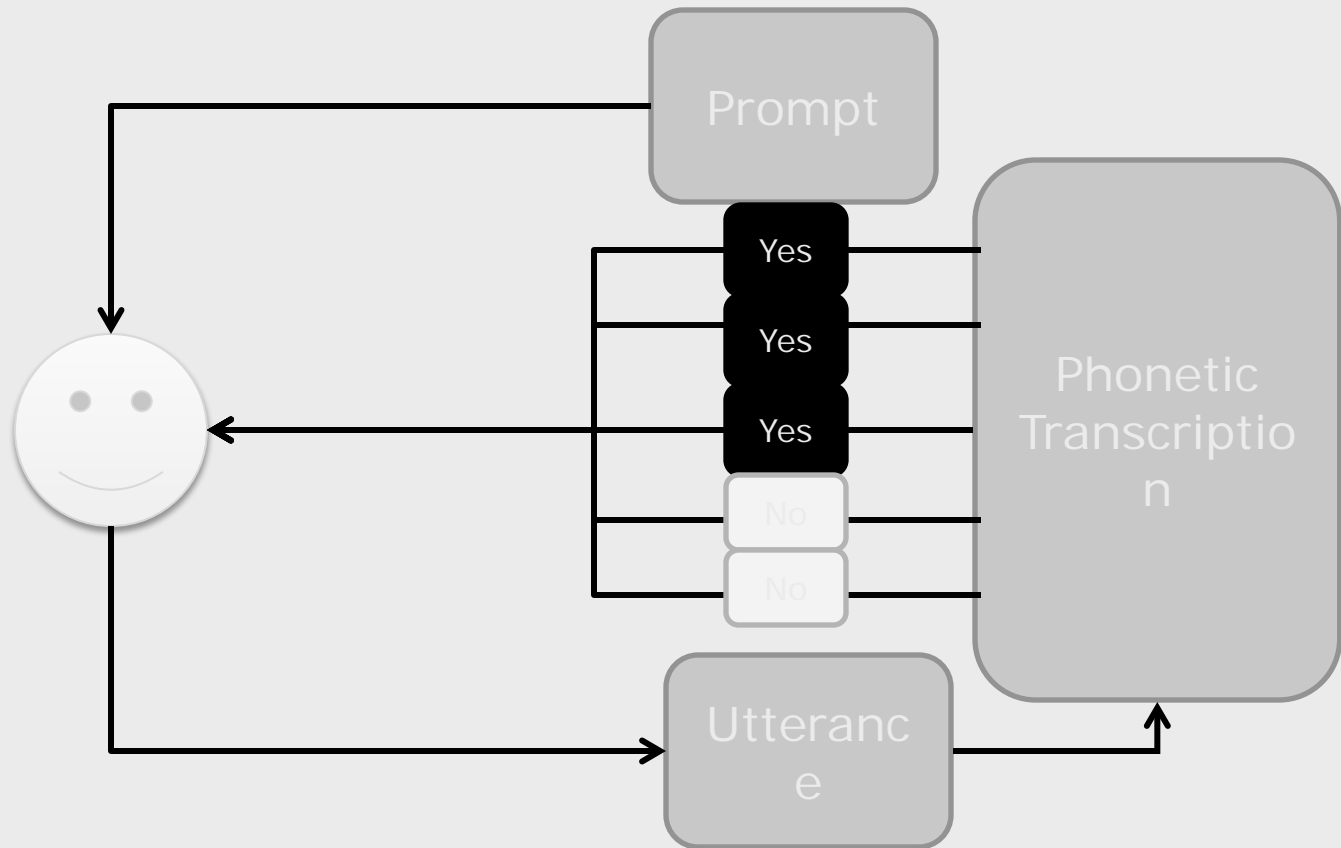 Prompt
Yes
Yes
Yes
No
No
Phonetic
Transcriptio
n
Utteranc
e